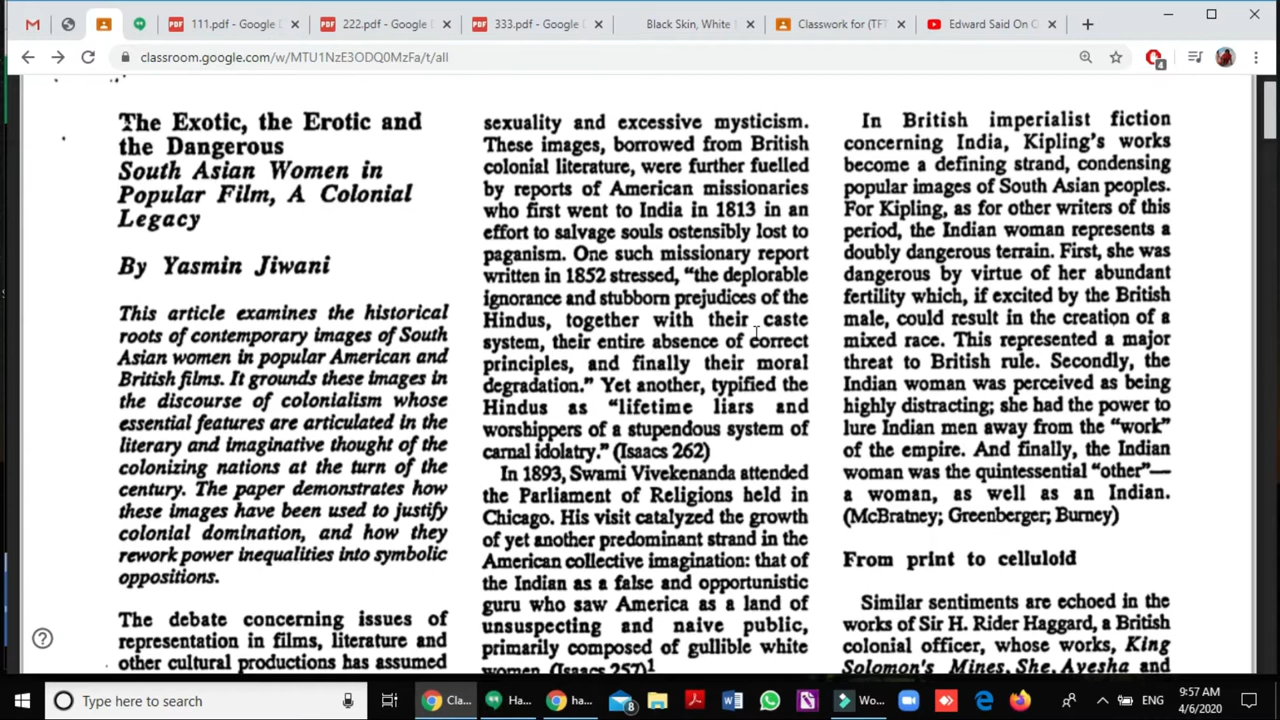 111.pdf - Google D
222.pdf - Google D
333.pdf - Google D
Black Skin, White
Classwork for (TFT
Edward Said On O
classroom.google.com/w/MTU1NzE3ODQ0MzFa/t/all
4
The Exotic, the Erotic and
the Dangerous
South Asian Women in
Popular Film, A Colonial
Legacy
By Yasmin Jiwani
This article examines the historical
roots of contemporary images of South
Asian women in popular American and
British films. It grounds these images in
the discourse of colonialism whose
essential features are articulated in the
literary and imaginative thought of the
colonizing nations at the turn of the
century. The paper demonstrates how
these images have been used to justify
colonial domination, and how they
rework power inequalities into symbolic
oppositions.
The debate concerning issues of
representation in films, literature and
other cultural productions has assumed
sexuality and excessive mysticism.
These images, borrowed from British
colonial literature, were further fuelled
by reports of American missionaries
who first went to India in 1813 in an
effort to salvage souls ostensibly lost to
paganism. One such missionary report
written in 1852 stressed, "the deplorable
ignorance and stubborn prejudices of the
Hindus, together with their caste
system, their entire absence of correct
principles, and finally their moral
degradation." Yet another, typified the
Hindus as "lifetime liars and
worshippers of a stupendous system of
carnal idolatry." (Isaacs 262)
In 1893, Swami Vivekenanda attended
the Parliament of Religions held in
Chicago. His visit catalyzed the growth
of yet another predominant strand in the
American collective imagination: that of
the Indian as a false and opportunistic
guru who saw America as a land of
unsuspecting and naive public,
primarily composed of gullible white
women. (Isaacs 257)1
In British imperialist fiction
concerning India, Kipling's works
become a defining strand, condensing
popular images of South Asian peoples.
For Kipling, as for other writers of this
period, the Indian woman represents a
doubly dangerous terrain. First, she was
dangerous by virtue of her abundant
fertility which, if excited by the British
male, could result in the creation of a
mixed race. This represented a major
threat to British rule. Secondly, the
Indian woman was perceived as being
highly distracting; she had the power to
lure Indian men away from the "work"
of the empire. And finally, the Indian
woman was the quintessential "other"—
a woman, as well as an Indian.
(McBratney; Greenberger; Burney)
From print to celluloid
Similar sentiments are echoed in the
works of Sir H. Rider Haggard, a British
colonial officer, whose works, King
Solomon's Mines, She, Ayesha and
Type here to search
Cla...
Ha...
ha...
8
Wo...
ENG
9:57 AM
4/6/2020